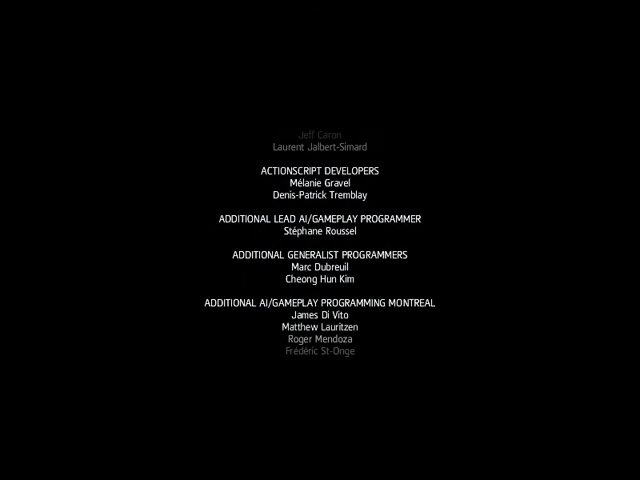 Jeff Caron
Laurent Jalbert-Simard
ACTIONSCRIPT DEVELOPERS
Mélanie Gravel
Denis-Patrick Tremblay
ADDITIONAL LEAD AI/GAMEPLAY PROGRAMMER
Stéphane Roussel
ADDITIONAL GENERALIST PROGRAMMERS
Marc Dubreuil
Cheong Hun Kim
ADDITIONAL AI/GAMEPLAY PROGRAMMING MONTREAL
James Di Vito
Matthew Lauritzen
Roger Mendoza
Frédéric St-Onge